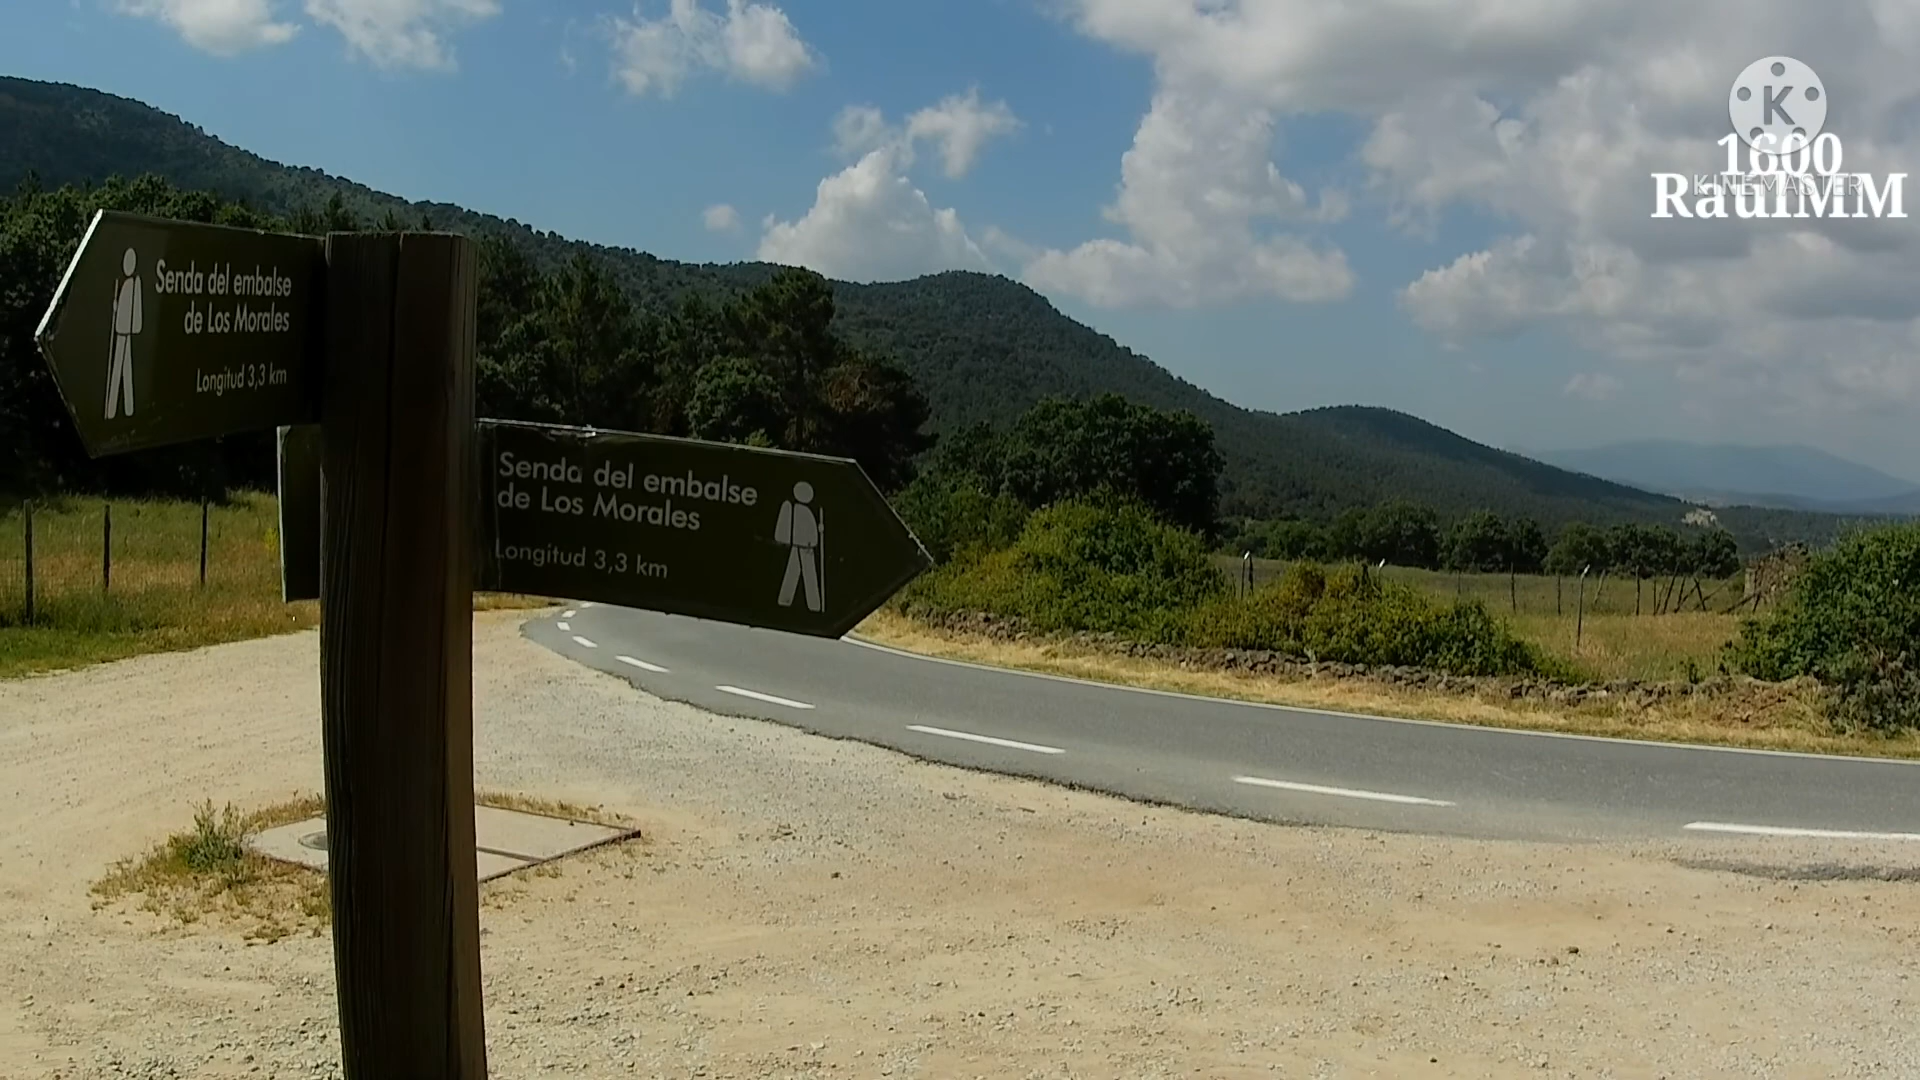 Senda del embalse
de Los Morales
Longitud 3,3 km
Senda del embalse
de Los Morales
Longitud 3,3 km
K
1600
KINEMASTER
RaulMM